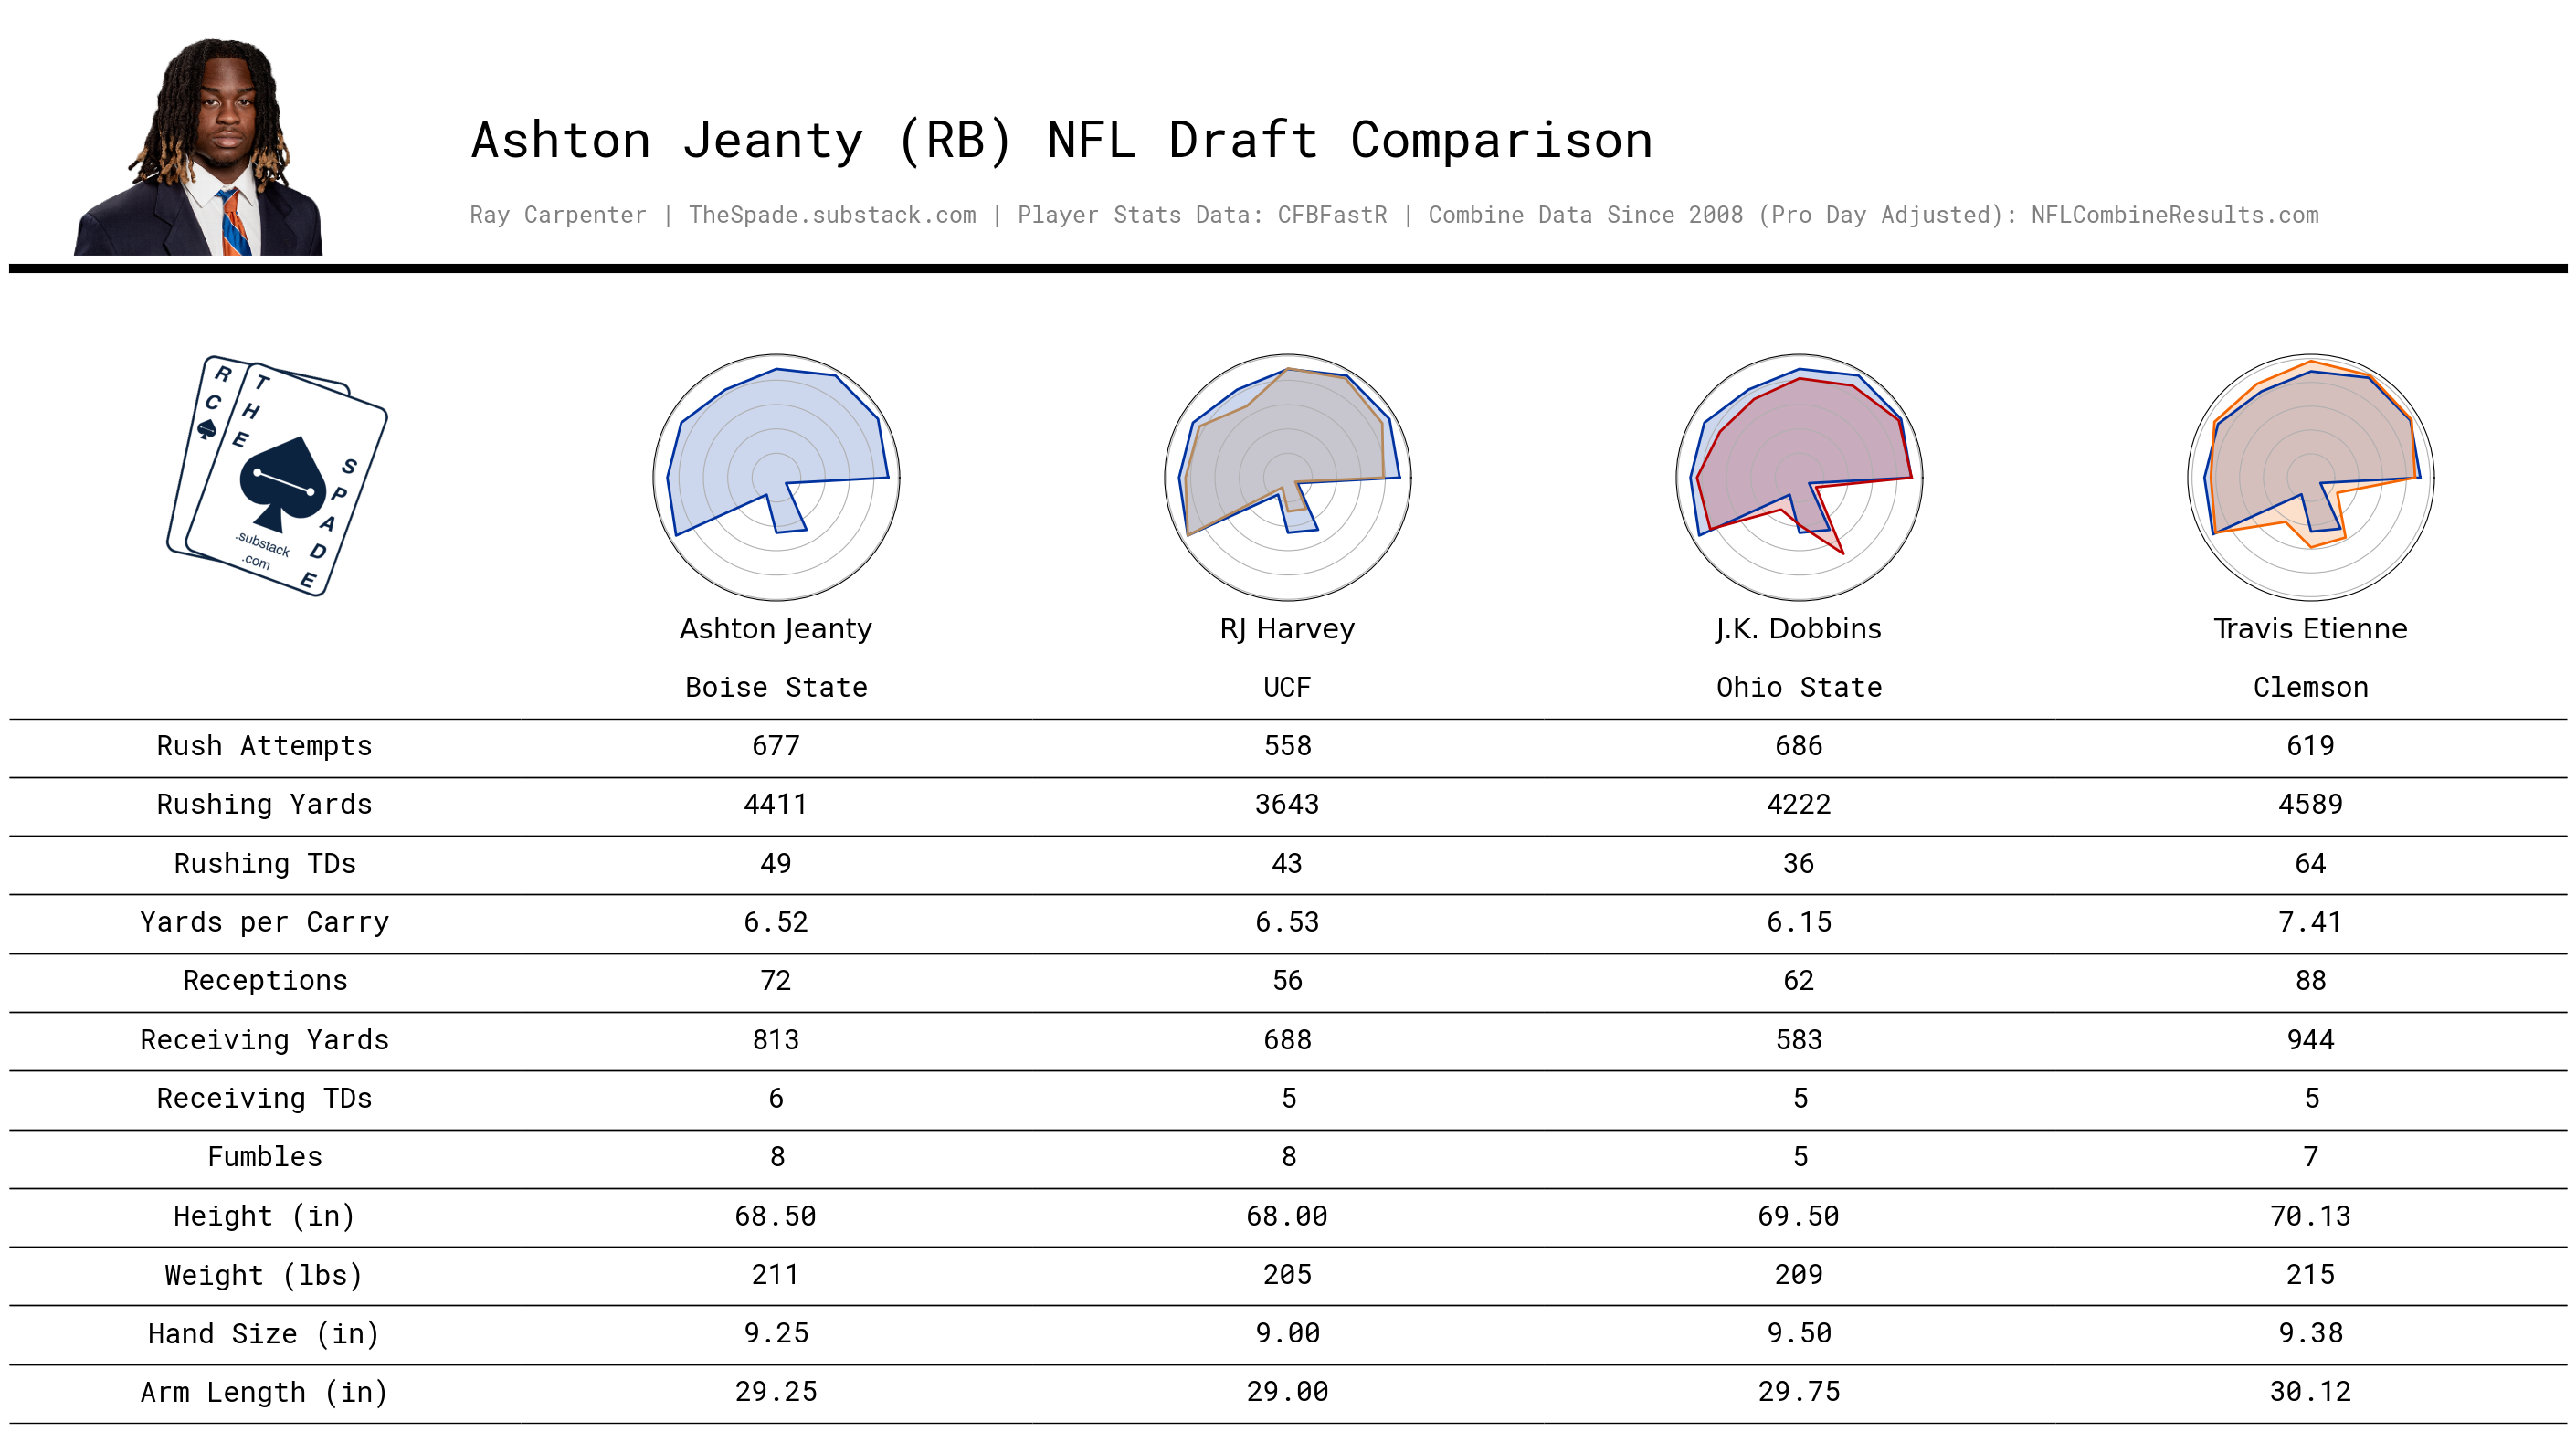 Ashton Jeanty (RB) NFL Draft Comparison
Ray Carpenter | TheSpade.substack.com | Player Stats Data: CFBFastR | Combine Data Since 2008 (Pro Day Adjusted): NFLCombineResults.com
RC
THE
SPADE
.substack
.com
Ashton Jeanty RJ Harvey J.K. Dobbins Travis Etienne
Boise State UCF Ohio State Clemson
Rush Attempts 677 558 686 619
Rushing Yards 4411 3643 4222 4589
Rushing TDs 49 43 36 64
Yards per Carry 6.52 6.53 6.15 7.41
Receptions 72 56 62 88
Receiving Yards 813 688 583 944
Receiving TDs 6 5 5 5
Fumbles 8 8 5 7
Height (in) 68.50 68.00 69.50 70.13
Weight (lbs) 211 205 209 215
Hand Size (in) 9.25 9.00 9.50 9.38
Arm Length (in) 29.25 29.00 29.75 30.12